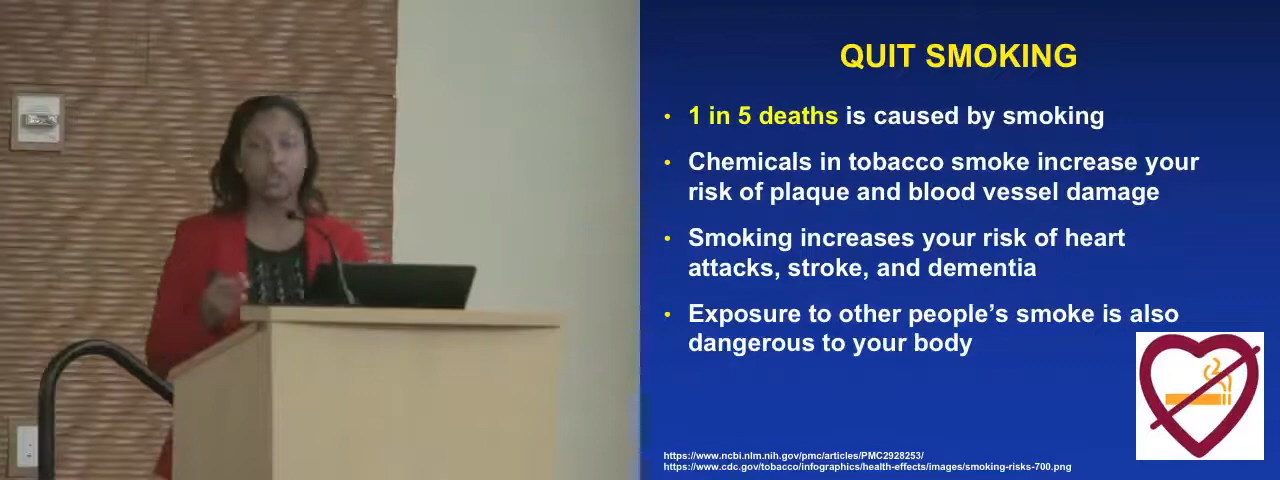 QUIT SMOKING
• 1 in 5 deaths is caused by smoking
• Chemicals in tobacco smoke increase your
risk of plaque and blood vessel damage
• Smoking increases your risk of heart
attacks, stroke, and dementia
• Exposure to other people’s smoke is also
dangerous to your body
https://www.ncbi.nlm.nih.gov/pmc/articles/PMC2928253/
https://www.cdc.gov/tobacco/infographics/health-effects/images/smoking-risks-700.png